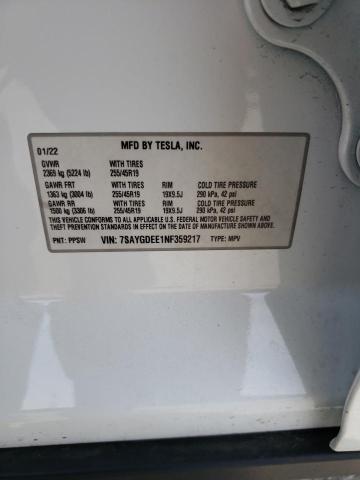 01/22 MFD BY TESLA, INC.
GVWR WITH TIRES
2369 kg (5224 lb) 255/45R19
GAWR FRT WITH TIRES RIM COLD TIRE PRESSURE
1363 kg (3004 lb) 255/45R19 19X9.5J 290 kPa, 42 psi
GAWR RR WITH TIRES RIM COLD TIRE PRESSURE
1500 kg (3306 lb) 255/45R19 19X9.5J 290 kPa, 42 psi
THIS VEHICLE CONFORMS TO ALL APPLICABLE FEDERAL MOTOR VEHICLE SAFETY AND
THEFT PREVENTION STANDARDS IN EFFECT ON THE DATE OF MANUFACTURE SHOWN ABOVE.
PNT: PPSW VIN: 7SAYGDEE1NF359217 TYPE: MPV